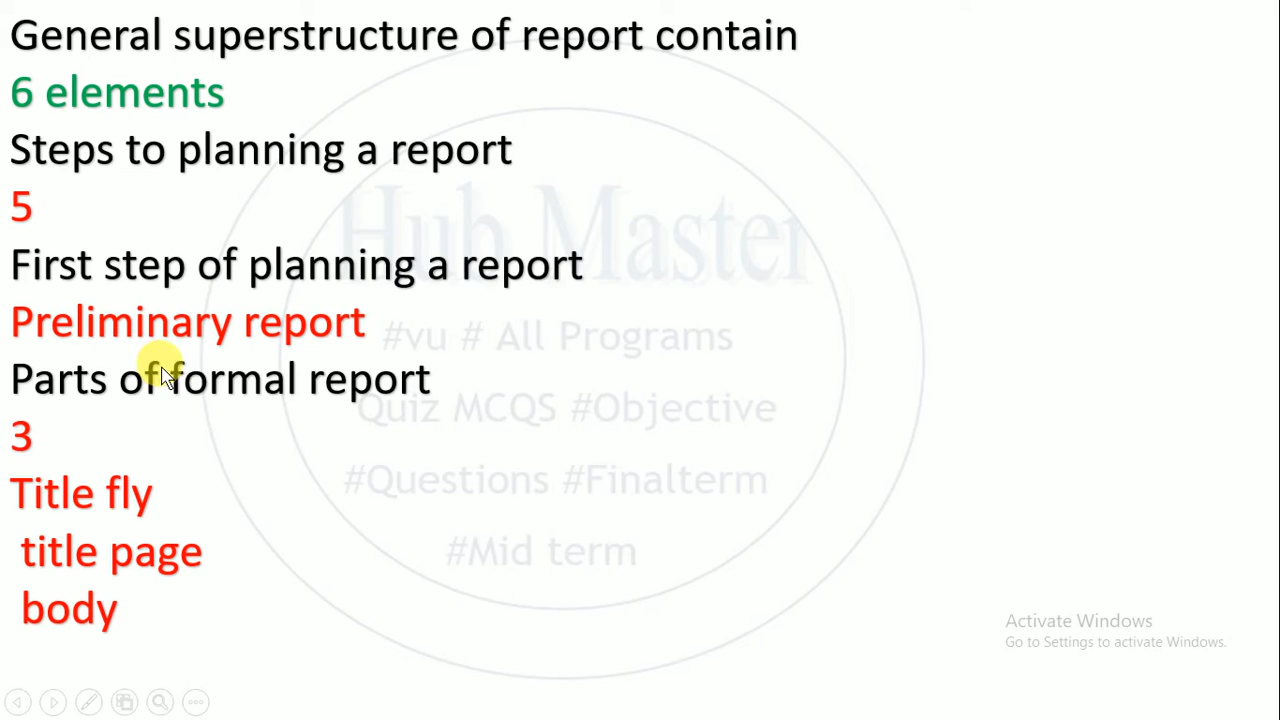 General superstructure of report contain
6 elements
Steps to planning a report
5
First step of planning a report
Preliminary report
Parts of formal report
3
Title fly
title page
body
Hub Master
#vu # All Programs
Quiz MCQS #Objective
#Questions #Finalterm
#Mid term
Activate Windows
Go to Settings to activate Windows.